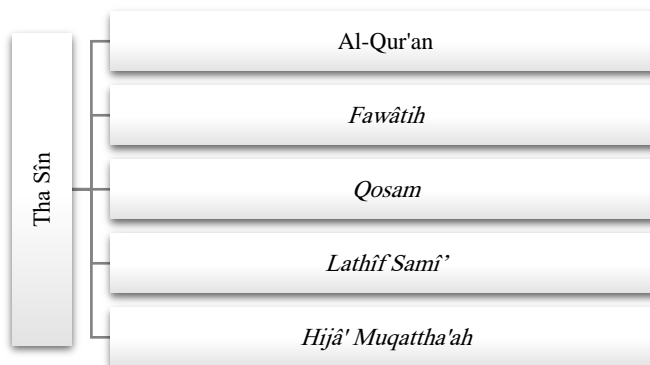 Tha Sîn
Al-Qur'an
Fawâtih
Qosam
Lathîf Samî’
Hijâ' Muqattha'ah